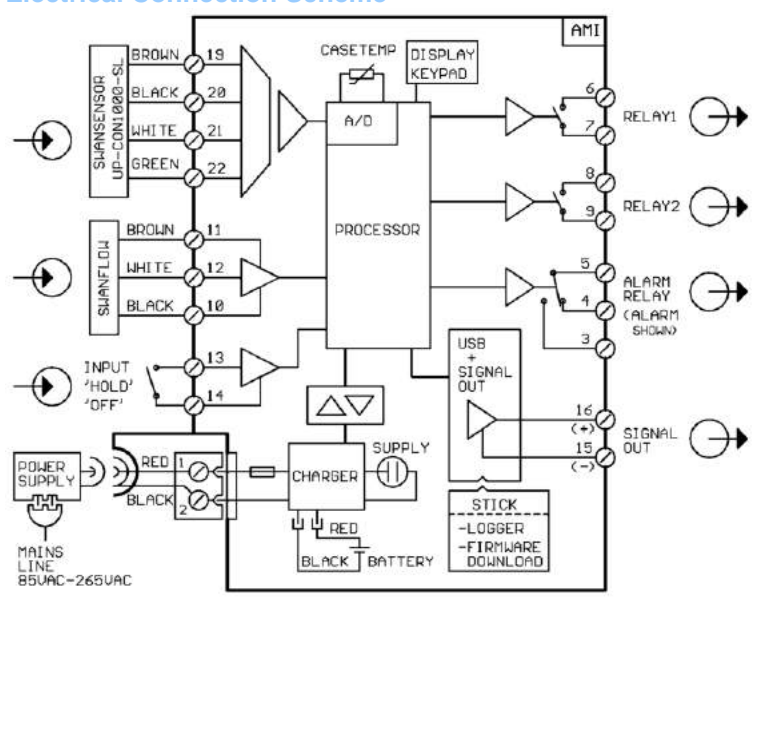 Electrical Connection Scheme
AMI
BROWN 19
BLACK 20
WHITE 21
GREEN 22
SWANSENSOR
UP-CON1000-SL
CASETEMP
DISPLAY
KEYPAD
A/D
PROCESSOR
6
7
RELAY1
8
9
RELAY2
BROWN 11
WHITE 12
BLACK 10
SWANFLOW
5
4
3
ALARM
RELAY
(ALARM
SHOWN)
INPUT
'HOLD'
'OFF'
13
14
USB
+
SIGNAL
OUT
16
(+)
15
(-)
SIGNAL
OUT
POWER
SUPPLY
RED 1
BLACK 2
CHARGER
SUPPLY
RED
BLACK
BATTERY
STICK
-LOGGER
-FIRMWARE
DOWNLOAD
MAINS
LINE
85VAC-265VAC